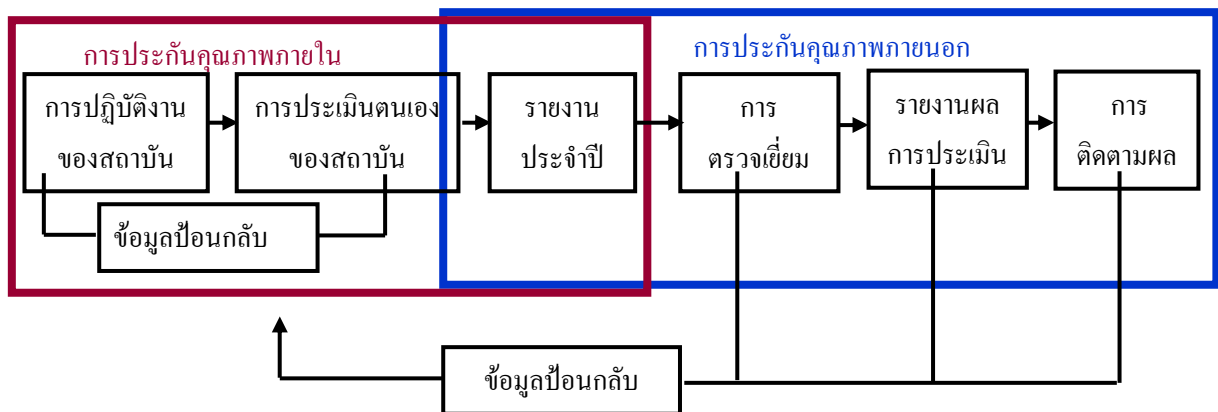 การประกันคุณภาพภายใน
การประกันคุณภาพภายนอก
การปฏิบัติงาน
ของสถาบัน
การประเมินตนเอง
ของสถาบัน
รายงาน
ประจำปี
การ
ตรวจเยี่ยม
รายงานผล
การประเมิน
การ
ติดตามผล
ข้อมูลป้อนกลับ
ข้อมูลป้อนกลับ